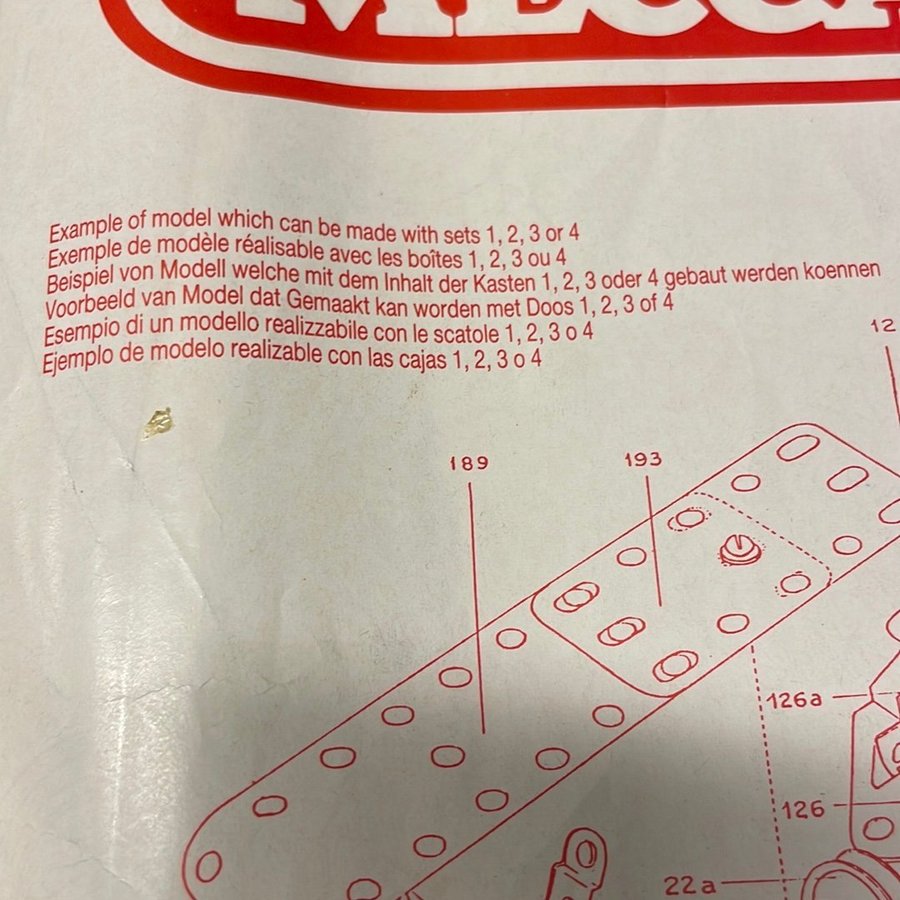 Example of model which can be made with sets 1, 2, 3 or 4
Exemple de modèle réalisable avec les boîtes 1, 2, 3 ou 4
Beispiel von Modell welche mit dem Inhalt der Kasten 1, 2, 3 oder 4 gebaut werden koennen
Voorbeeld van Model dat Gemaakt kan worden met Doos 1, 2, 3 of 4
Esempio di un modello realizzabile con le scatole 1, 2, 3 o 4
Ejemplo de modelo realizable con las cajas 1, 2, 3 o 4
12
189
193
126a
126
22a